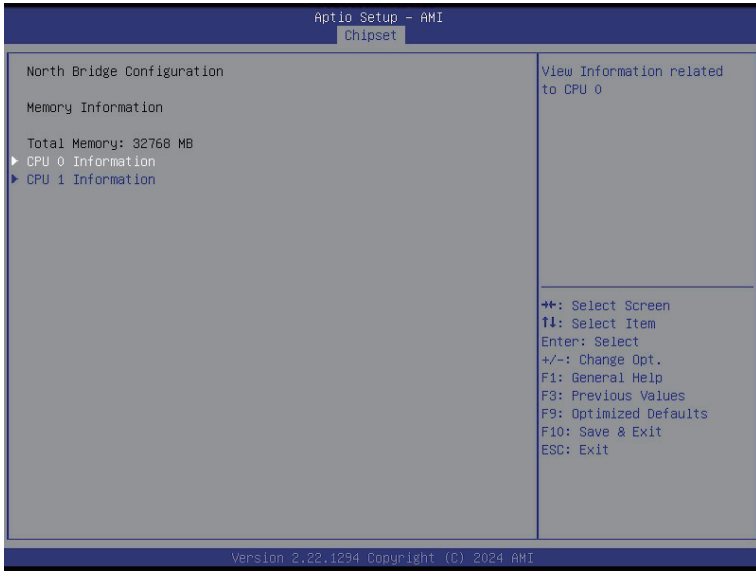 Aptio Setup - AMI
Chipset
North Bridge Configuration
Memory Information
Total Memory: 32768 MB
CPU 0 Information
CPU 1 Information
View Information related
to CPU 0
→←: Select Screen
↑↓: Select Item
Enter: Select
+/-: Change Opt.
F1: General Help
F3: Previous Values
F9: Optimized Defaults
F10: Save & Exit
ESC: Exit
Version 2.22.1294 Copyright (C) 2024 AMI